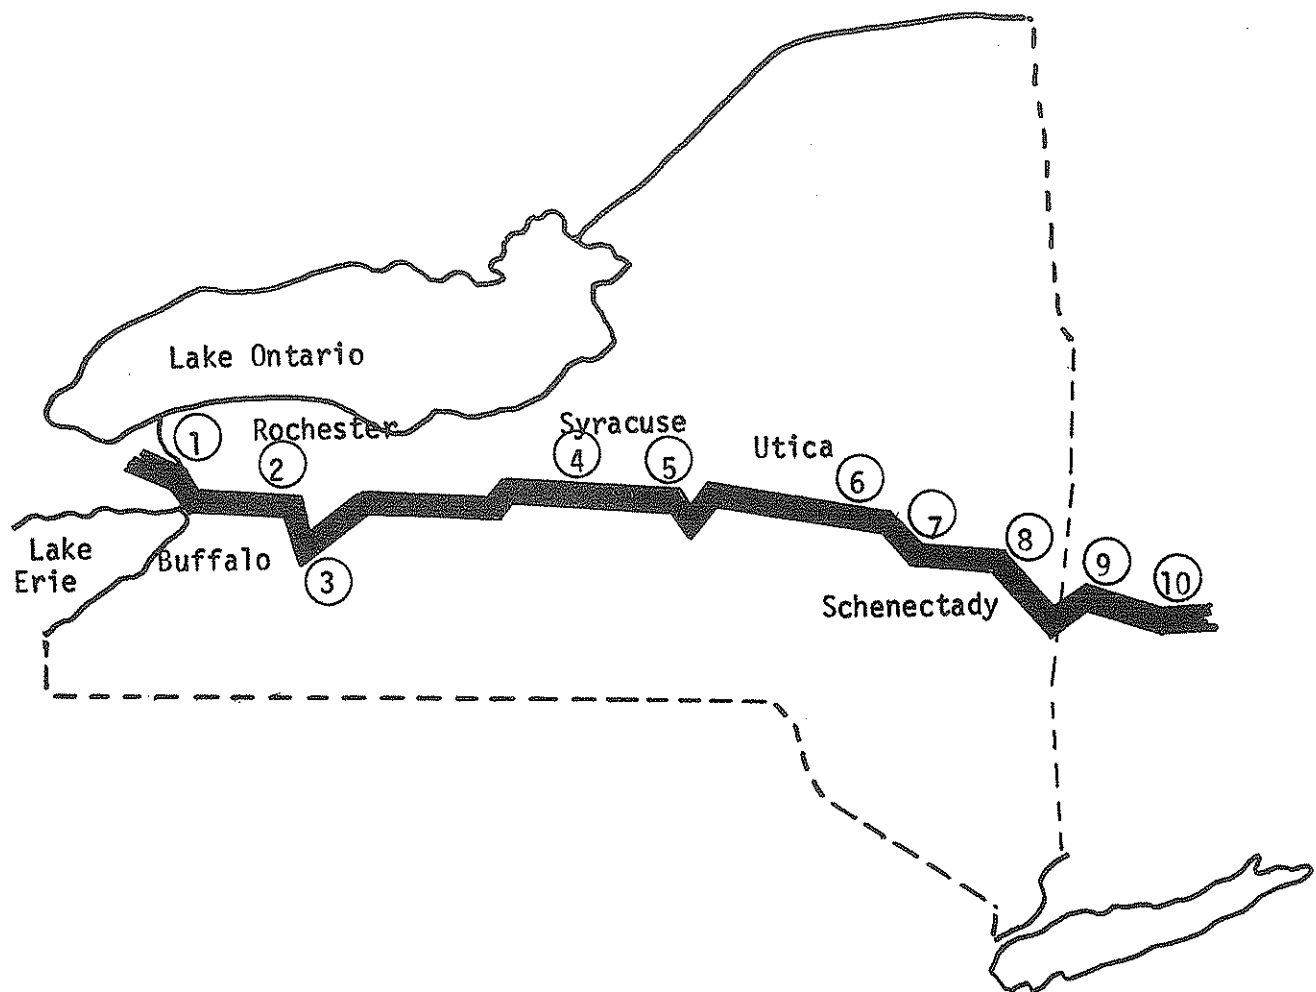 Lake Ontario
1
Rochester
2
Syracuse
4
5
Utica
6
7
8
9
10
Lake
Erie
Buffalo
3
Schenectady